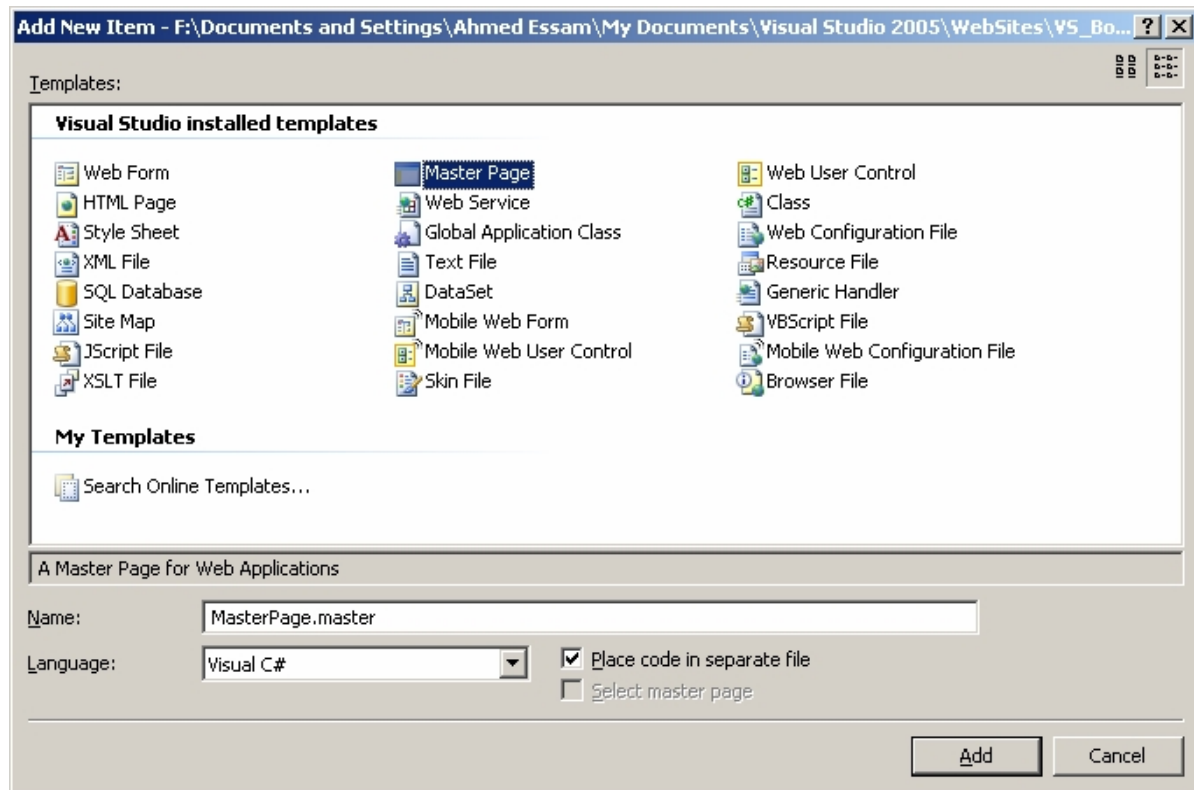 Add New Item - F:\Documents and Settings\Ahmed Essam\My Documents\Visual Studio 2005\WebSites\VS_Bo...
Templates:
Visual Studio installed templates
Web Form
Master Page
Web User Control
HTML Page
Web Service
Class
Style Sheet
Global Application Class
Web Configuration File
XML File
Text File
Resource File
SQL Database
DataSet
Generic Handler
Site Map
Mobile Web Form
VBScript File
JScript File
Mobile Web User Control
Mobile Web Configuration File
XSLT File
Skin File
Browser File
My Templates
Search Online Templates...
A Master Page for Web Applications
Name: MasterPage.master
Language: Visual C#
Place code in separate file
Select master page
Add
Cancel